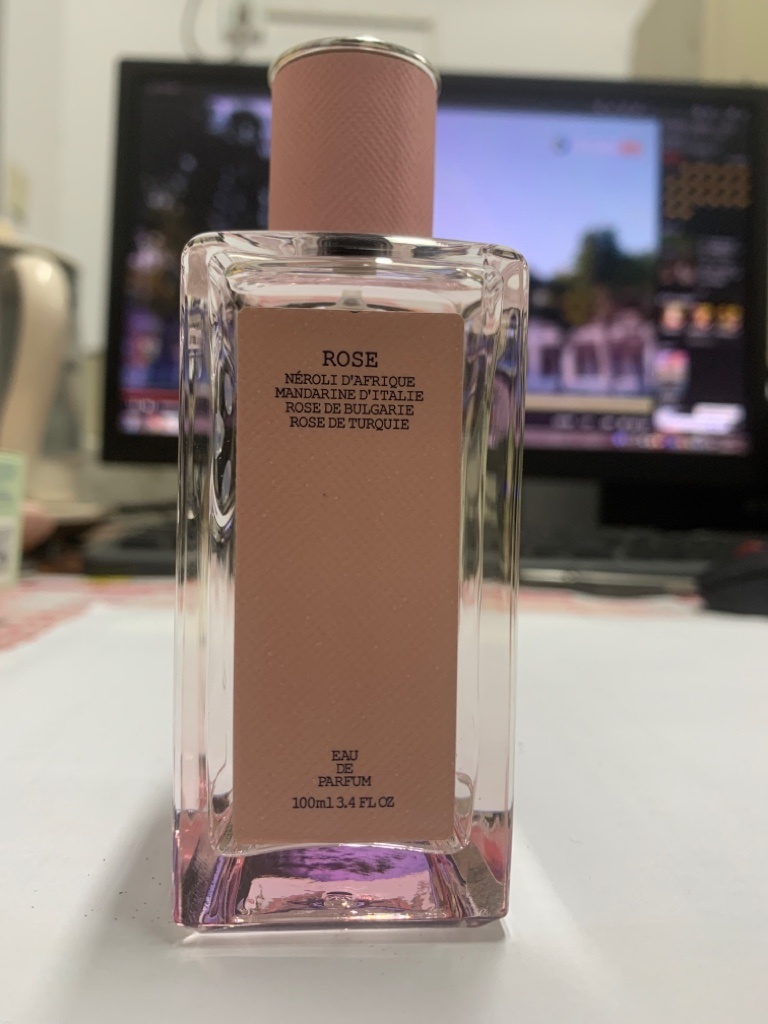 ROSE
NÉROLI D'AFRIQUE
MANDARINE D'ITALIE
ROSE DE BULGARIE
ROSE DE TURQUIE
EAU
DE
PARFUM
100ml 3.4 FL OZ